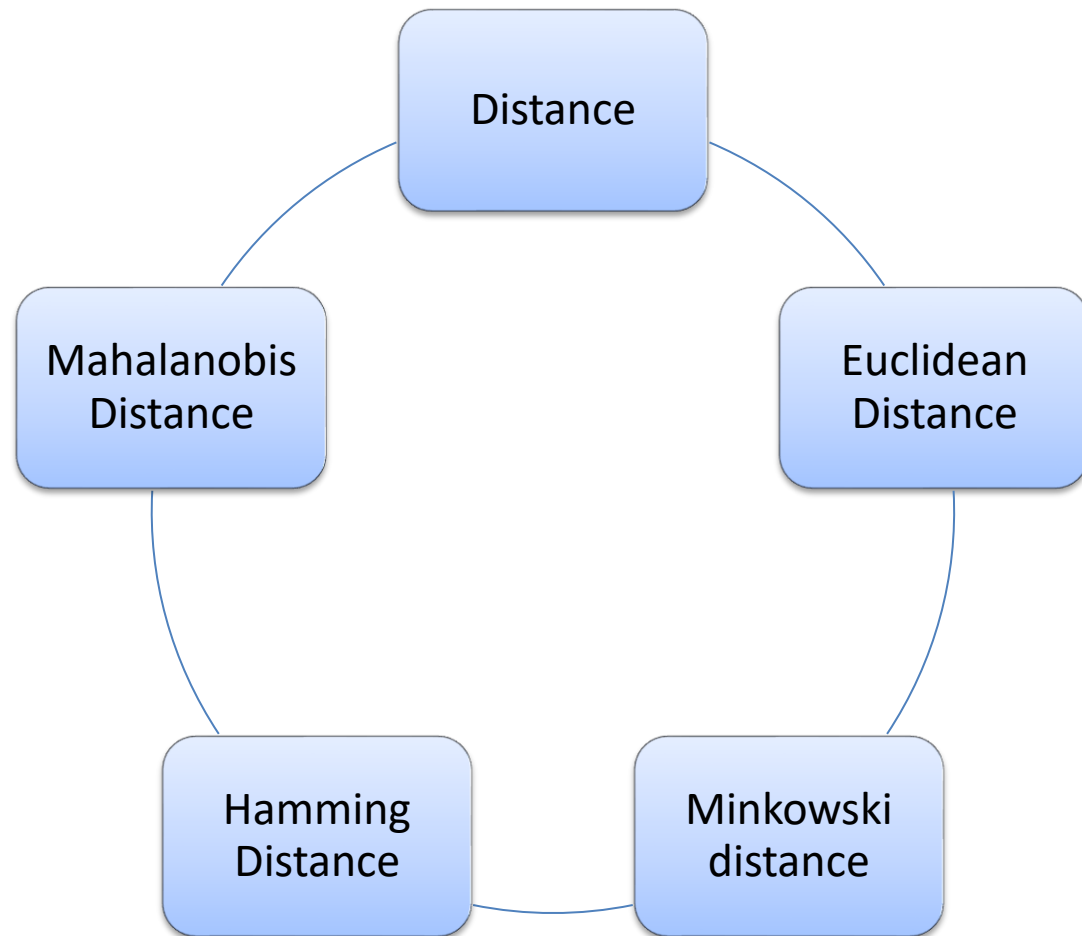 Distance
Euclidean
Distance
Minkowski
distance
Hamming
Distance
Mahalanobis
Distance